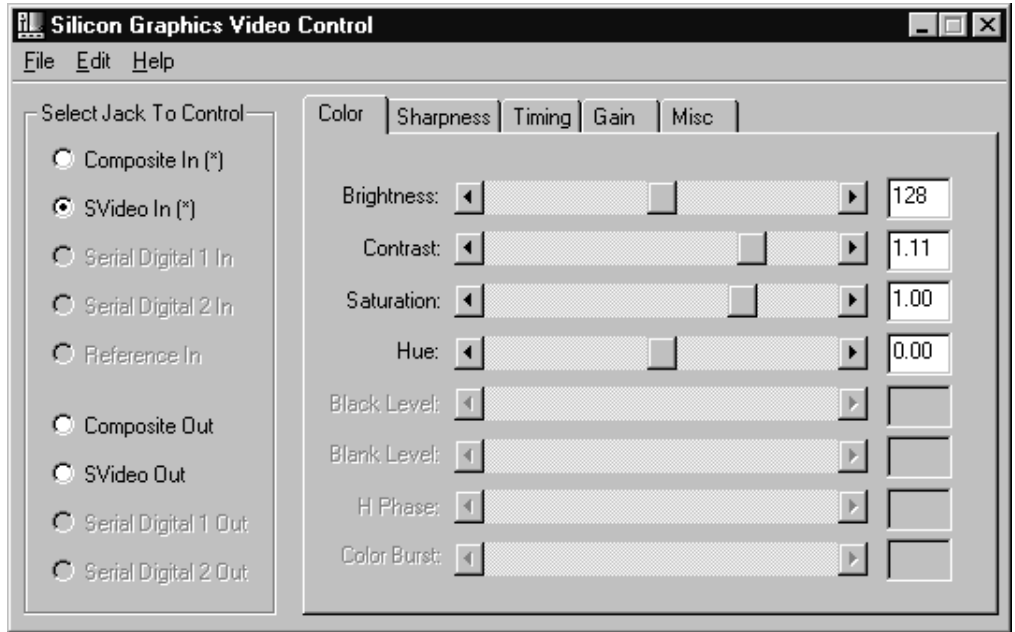 Silicon Graphics Video Control
File Edit Help
Select Jack To Control
Composite In (*)
SVideo In (*)
Serial Digital 1 In
Serial Digital 2 In
Reference In
Composite Out
SVideo Out
Serial Digital 1 Out
Serial Digital 2 Out
Color Sharpness Timing Gain Misc
Brightness: 128
Contrast: 1.11
Saturation: 1.00
Hue: 0.00
Black Level:
Blank Level:
H Phase:
Color Burst: